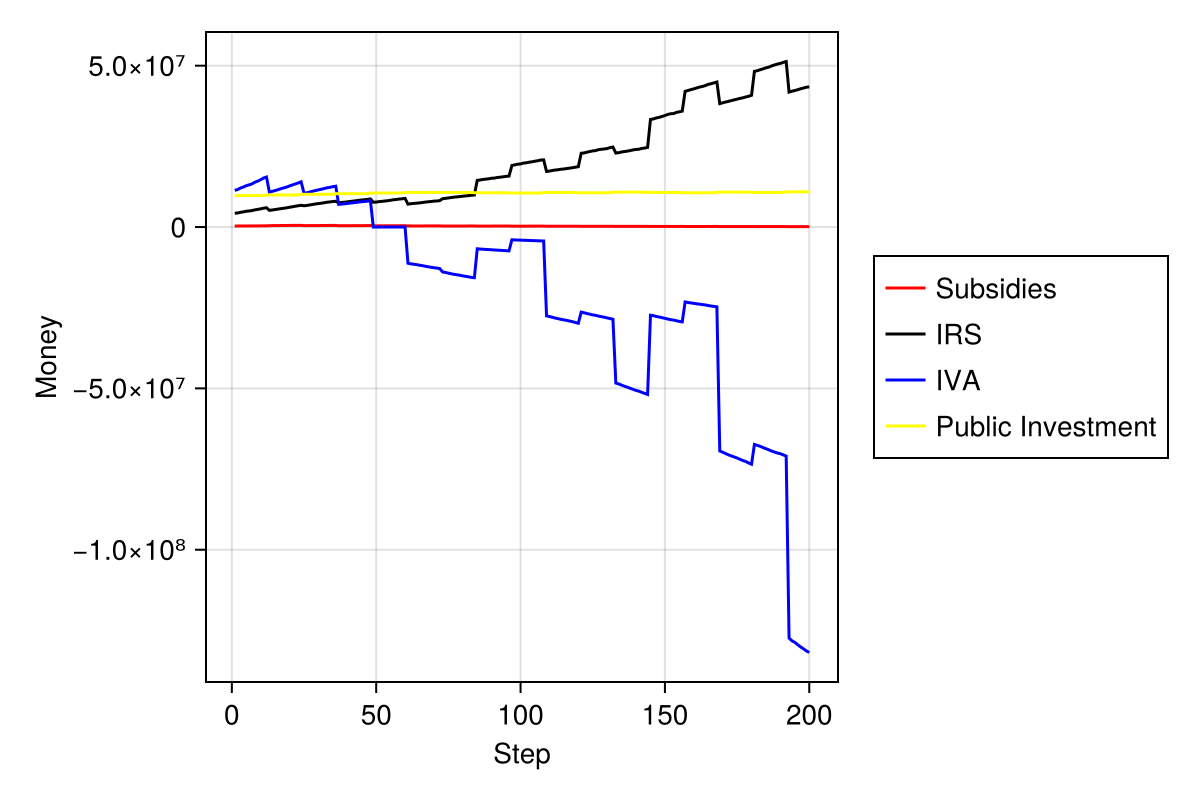 5.0×10⁷
0
−5.0×10⁷
−1.0×10⁸
Money
0 50 100 150 200
Step
Subsidies
IRS
IVA
Public Investment